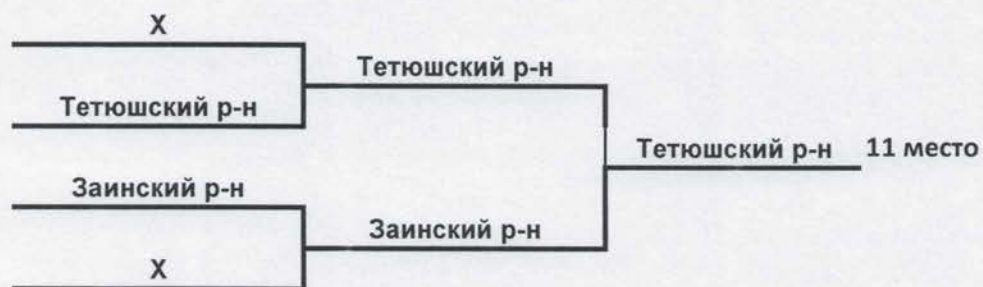 Х
Тетюшский р-н
Тетюшский р-н
Тетюшский р-н 11 место
Заинский р-н
Заинский р-н
Х